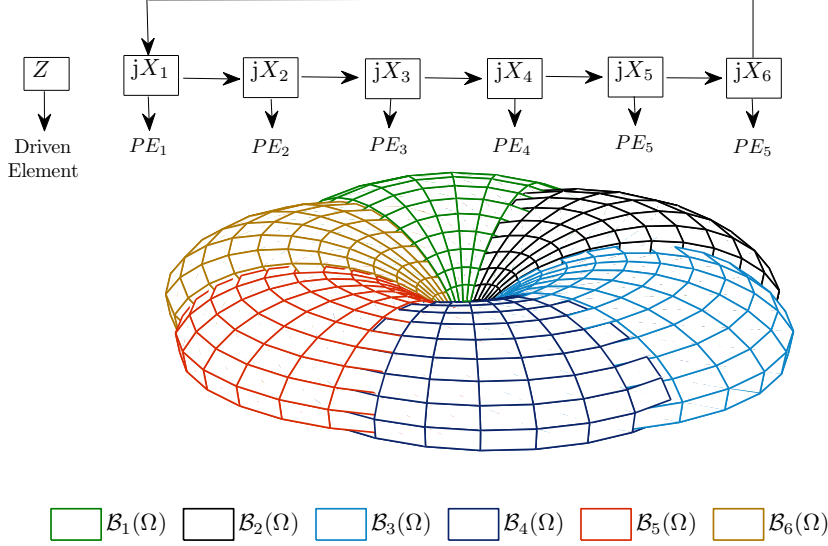 Z jX₁ jX₂ jX₃ jX₄ jX₅ jX₆
Driven PE₁ PE₂ PE₃ PE₄ PE₅ PE₅
Element
B₁(Ω) B₂(Ω) B₃(Ω) B₄(Ω) B₅(Ω) B₆(Ω)